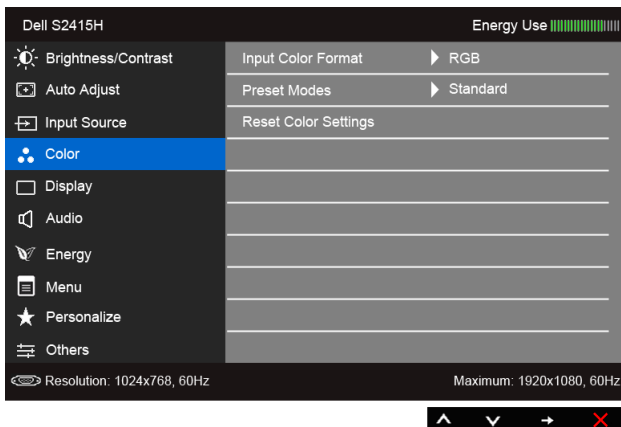 Dell S2415H Energy Use
Brightness/Contrast Input Color Format RGB
Auto Adjust Preset Modes Standard
Input Source Reset Color Settings
Color
Display
Audio
Energy
Menu
Personalize
Others
Resolution: 1024x768, 60Hz Maximum: 1920x1080, 60Hz